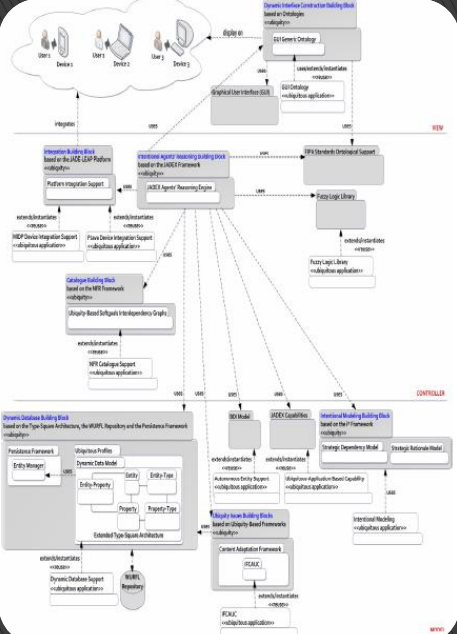 Dynamic Interface Construction Building Block
based on Ontologies
<<ubiquity>>
GUI Generic Ontology
display on
User 1
Device 1
User 2
Device 2
User 3
Device 3
uses
uses/extends/instantiates
<<reuse>>
GUI Ontology
<<ubiquitous application>>
Graphical User Interface (GUI)
integrates
uses
uses
VIEW
Integration Building Block
based on the JADE-LEAP Platform
<<ubiquity>>
Platform Integration Support
Intentional Agents' Reasoning Building Block
based on the JADEX Framework
<<ubiquity>>
JADEX Agents' Reasoning Engine
uses
uses
uses
FIPA Standards Ontological Support
Fuzzy-Logic Library
extends/instantiates
<<reuse>>
extends/instantiates
<<reuse>>
MIDP Device Integration Support
<<ubiquitous application>>
PJava Device Integration Support
<<ubiquitous application>>
extends/instantiates
<<reuse>>
Fuzzy Logic Library
<<ubiquitous application>>
uses
Catalogue Building Block
based on the NFR Framework
<<ubiquity>>
Ubiquity-Based Softgoals Interdependency Graphs
extends/instantiates
<<reuse>>
NFR Catalogue Support
<<ubiquitous application>>
uses
uses
uses
uses
uses
CONTROLLER
Dynamic Database Building Block
based on the Type-Square Architecture, the WURFL Repository and the Persistence Framework
<<ubiquity>>
Persistence Framework
Entity Manager
uses
Ubiquitous Profiles
Dynamic Data Model
Entity
Entity-Type
Entity-Property
Property
Property-Type
Extended Type-Square Architecture
BDI Model
JADEX Capabilities
Intentional Modeling Building Block
based on the i* Framework
<<ubiquity>>
Strategic Dependency Model
Strategic Rationale Model
extends/instantiates
<<reuse>>
extends/instantiates
<<reuse>>
Autonomous Entity Support
<<ubiquitous application>>
Ubiquitous-Application-Based Capability
<<ubiquitous application>>
uses
Intentional Modeling
<<ubiquitous application>>
uses
Ubiquity Issues Building Blocks
based on Ubiquity-Based Frameworks
<<ubiquity>>
Content Adaptation Framework
IFCAUC
extends/instantiates
<<reuse>>
Dynamic Database Support
<<ubiquitous application>>
WURFL
Repository
extends/instantiates
<<reuse>>
IFCAUC
<<ubiquitous application>>